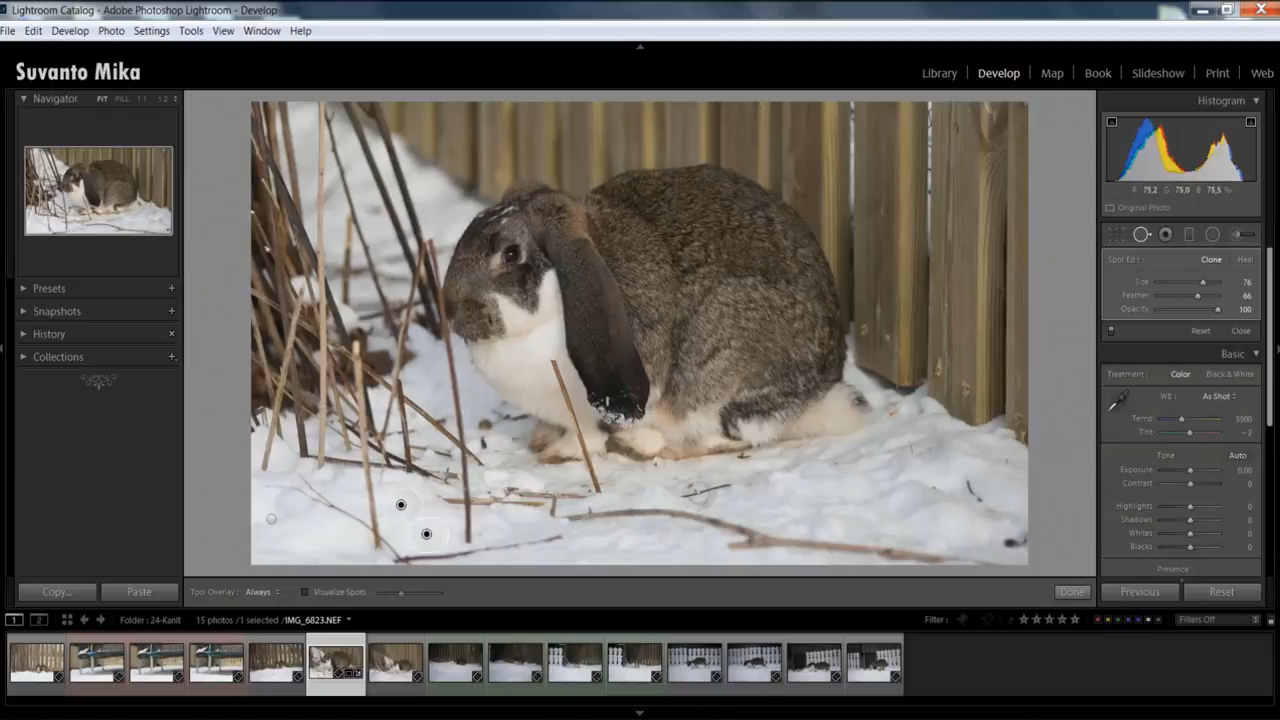 Lightroom Catalog - Adobe Photoshop Lightroom - Develop
File Edit Develop Photo Settings Tools View Window Help
Suvanto Mika
Library | Develop | Map | Book | Slideshow | Print | Web
Navigator FIT FILL 1:1 1:2
Histogram
R 75,2 G 75,0 B 75,5 %
Original Photo
Spot Edit : Clone Heal
Size 76
Feather 66
Opacity 100
Reset Close
Presets
Snapshots
History
Collections
Basic
Treatment : Color Black & White
WB : As Shot
Temp 5500
Tint - 2
Tone Auto
Exposure 0,00
Contrast 0
Highlights 0
Shadows 0
Whites 0
Blacks 0
Presence
Copy... Paste
Tool Overlay : Always Visualize Spots
Done
Previous Reset
1 2 Folder : 24-Kanit 15 photos / 1 selected / IMG_6823.NEF
Filter : Filters Off